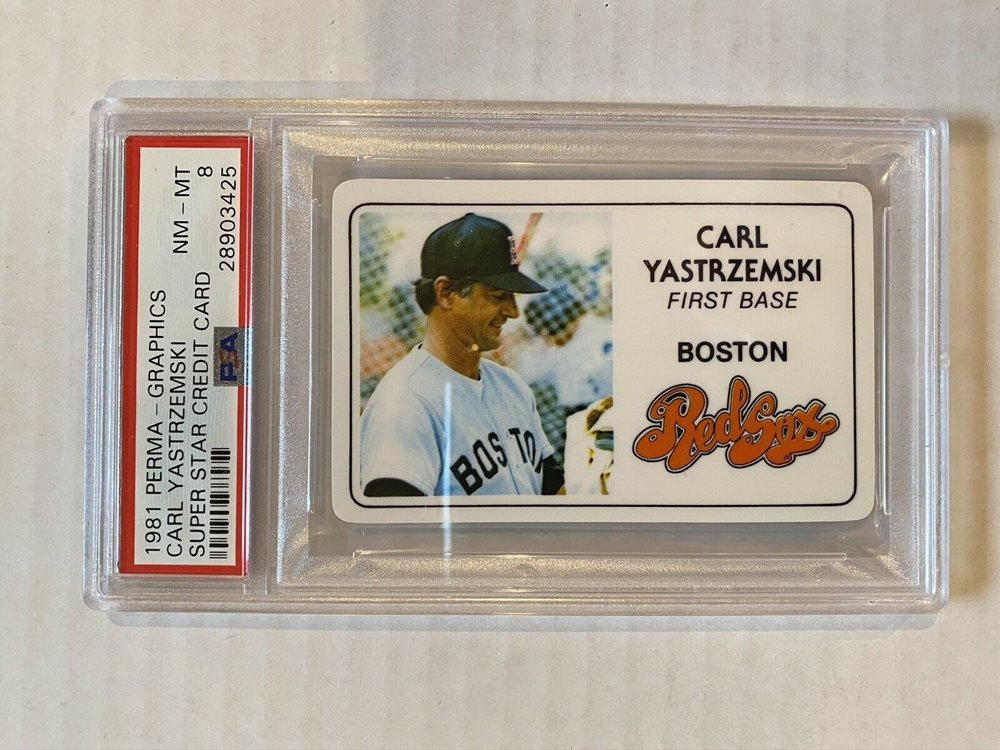 1981 PERMA-GRAPHICS
CARL YASTRZEMSKI NM - MT
SUPER STAR CREDIT CARD 8
28903425
PSA
CARL
YASTRZEMSKI
FIRST BASE
BOSTON
Red Sox
BOSTON
B